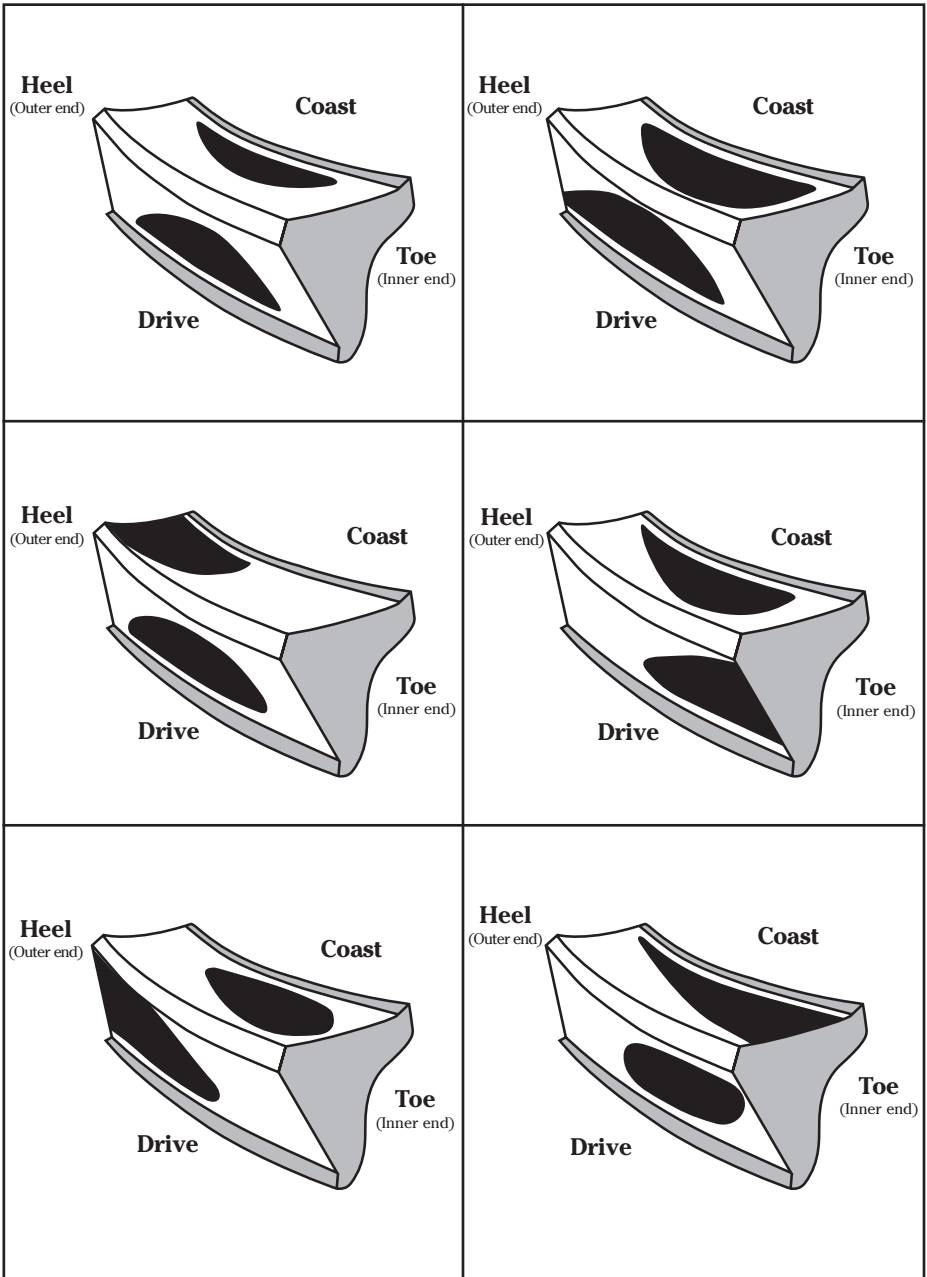 Heel
(Outer end)
Coast
Toe
(Inner end)
Drive
Heel
(Outer end)
Coast
Toe
(Inner end)
Drive
Heel
(Outer end)
Coast
Toe
(Inner end)
Drive
Heel
(Outer end)
Coast
Toe
(Inner end)
Drive
Heel
(Outer end)
Coast
Toe
(Inner end)
Drive
Heel
(Outer end)
Coast
Toe
(Inner end)
Drive